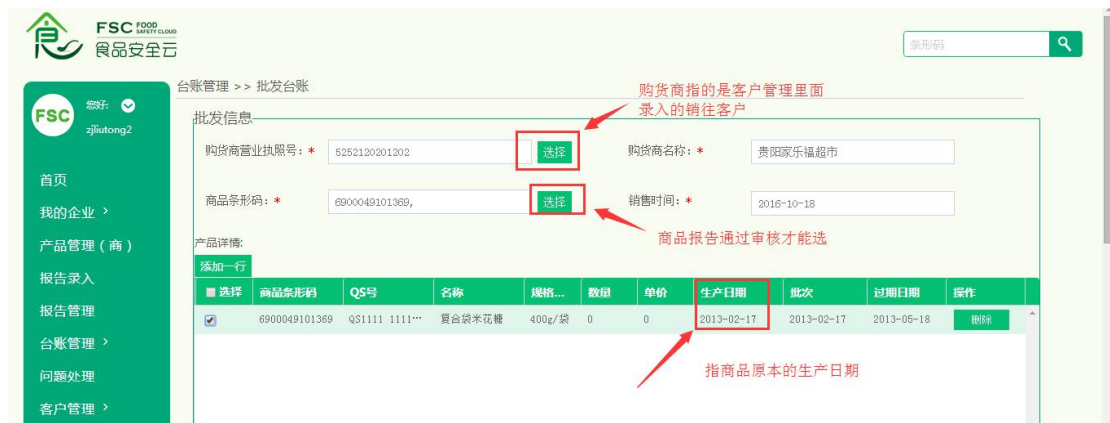 FSC FOOD SAFETY CLOUD
食品安全云
条形码
FSC
您好:
zjliutong2
首页
我的企业 >
产品管理(商)
报告录入
报告管理
台账管理 >
问题处理
客户管理 >
台账管理 >> 批发台账
购货商指的是客户管理里面
录入的销往客户
批发信息
购货商营业执照号: * 5252120201202 选择 购货商名称: * 贵阳家乐福超市
商品条形码: * 6900049101369, 选择 销售时间: * 2016-10-18
商品报告通过审核才能选
产品详情:
添加一行
选择 商品条形码 QS号 名称 规格... 数量 单价 生产日期 批次 过期日期 操作
6900049101369 QS1111 1111… 复合袋米花糖 400g/袋 0 0 2013-02-17 2013-02-17 2013-05-18 删除
指商品原本的生产日期